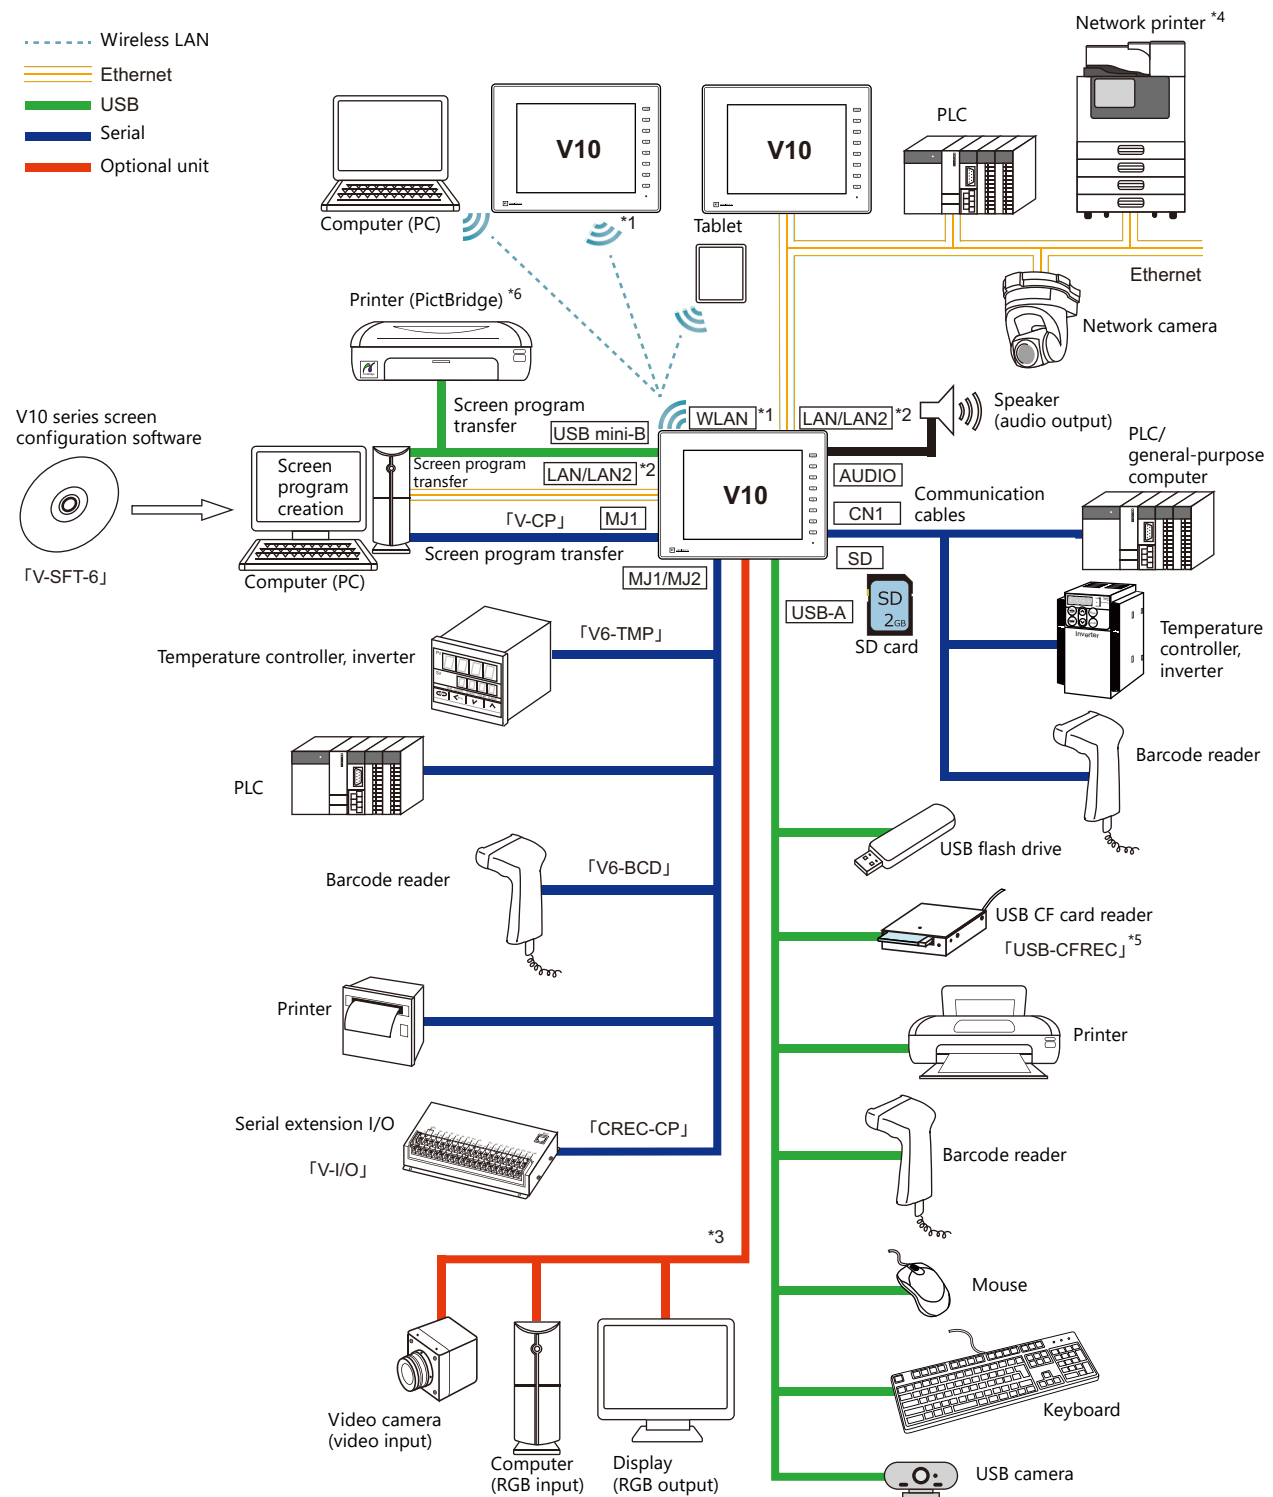 Wireless LAN
Ethernet
USB
Serial
Optional unit
Network printer *4
V10
V10
PLC
Computer (PC)
*1
Tablet
Ethernet
Printer (PictBridge) *6
Network camera
V10 series screen
configuration software
Screen program
transfer
USB mini-B
WLAN *1
LAN/LAN2 *2
Speaker
(audio output)
Screen
program
creation
Screen program
transfer
LAN/LAN2 *2
V10
AUDIO
PLC/
general-purpose
computer
「V-CP」
MJ1
CN1
Communication
cables
Screen program transfer
「V-SFT-6」
Computer (PC)
MJ1/MJ2
SD
SD
2GB
SD card
USB-A
Inverter
Temperature
controller,
inverter
「V6-TMP」
Temperature controller, inverter
PV
SV
Barcode reader
PLC
USB flash drive
Barcode reader
「V6-BCD」
USB CF card reader
「USB-CFREC」*5
Printer
Printer
Serial extension I/O
「V-I/O」
「CREC-CP」
Barcode reader
*3
Mouse
Keyboard
Video camera
(video input)
Computer
(RGB input)
Display
(RGB output)
USB camera